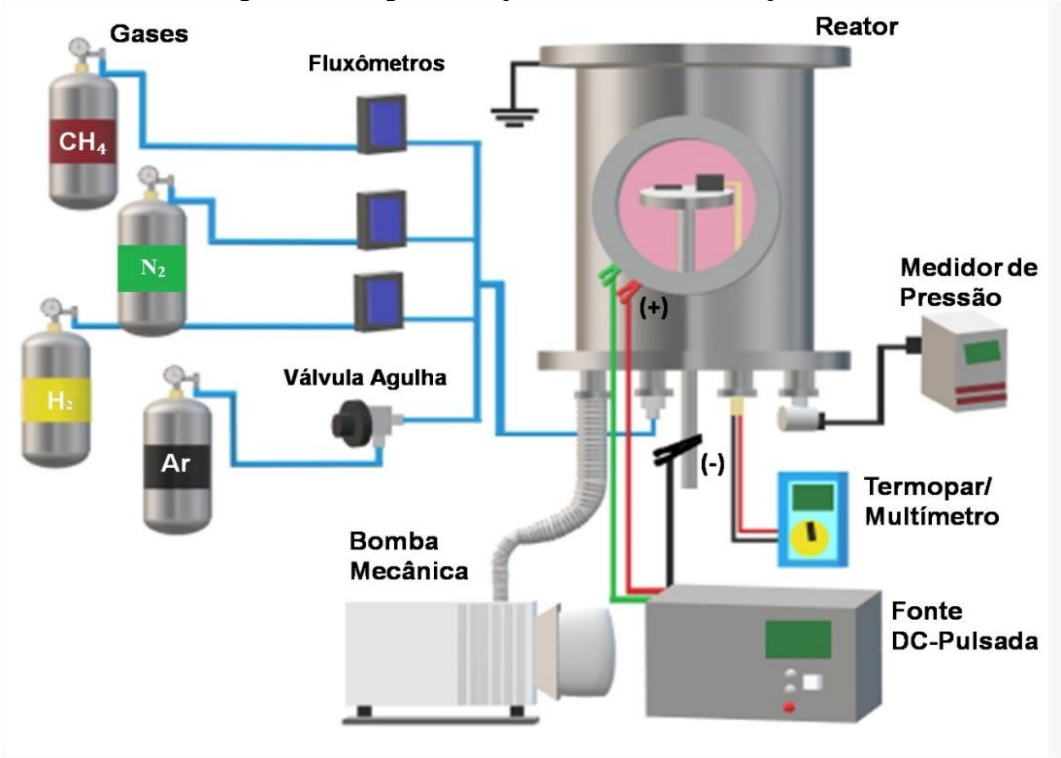 Gases
Reator
Fluxômetros
CH₄
N₂
Medidor de
Pressão
(+)
Válvula Agulha
H₂
Ar
(-)
Termopar/
Multímetro
Bomba
Mecânica
Fonte
DC-Pulsada